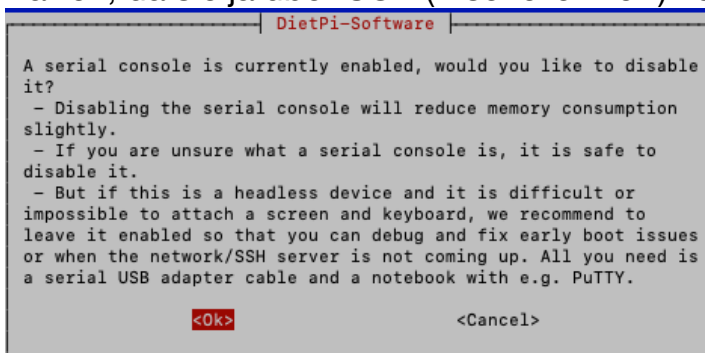 DietPi-Software
A serial console is currently enabled, would you like to disable
it?
– Disabling the serial console will reduce memory consumption
slightly.
– If you are unsure what a serial console is, it is safe to
disable it.
– But if this is a headless device and it is difficult or
impossible to attach a screen and keyboard, we recommend to
leave it enabled so that you can debug and fix early boot issues
or when the network/SSH server is not coming up. All you need is
a serial USB adapter cable and a notebook with e.g. PuTTY.
<Ok> <Cancel>